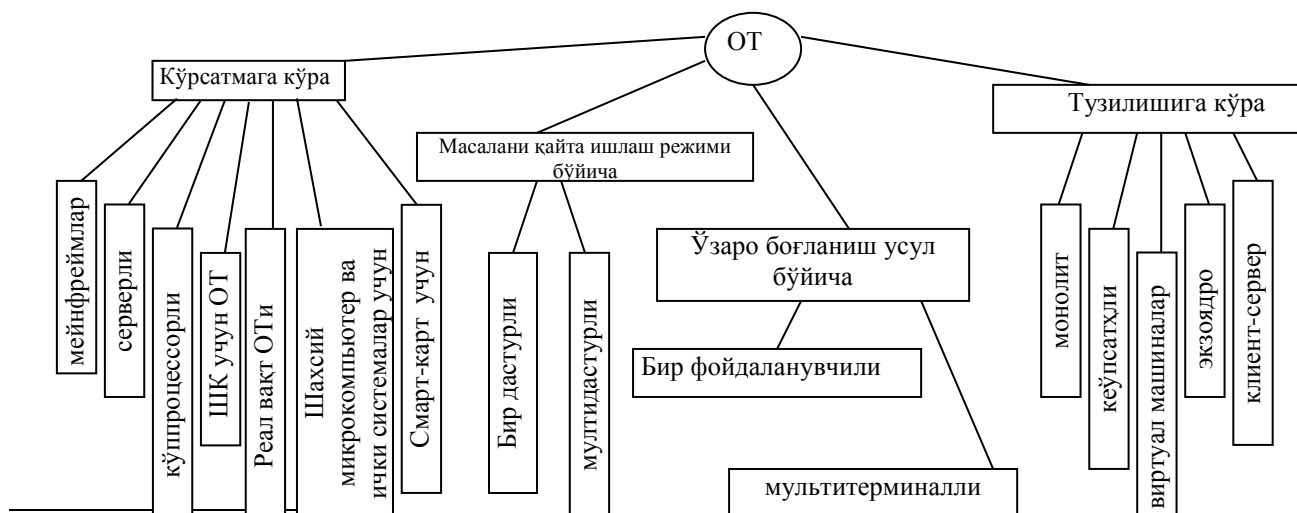 ОТ
Кўрсатмага кўра
Тузилишига кўра
Масалани қайта ишлаш режими
бўйича
Ўзаро боғланиш усул
бўйича
мейнфреймлар
серверли
кўппроцессорли
ШК учун ОТ
Реал вақт ОТи
Шахсий
микрокомпьютер ва
ички системалар учун
Смарт-карт учун
Бир дастурли
мултидастурли
Бир фойдаланувчили
мультитерминалли
монолит
кеўпсатҳли
виртуал машиналар
экзоядро
клиент-сервер